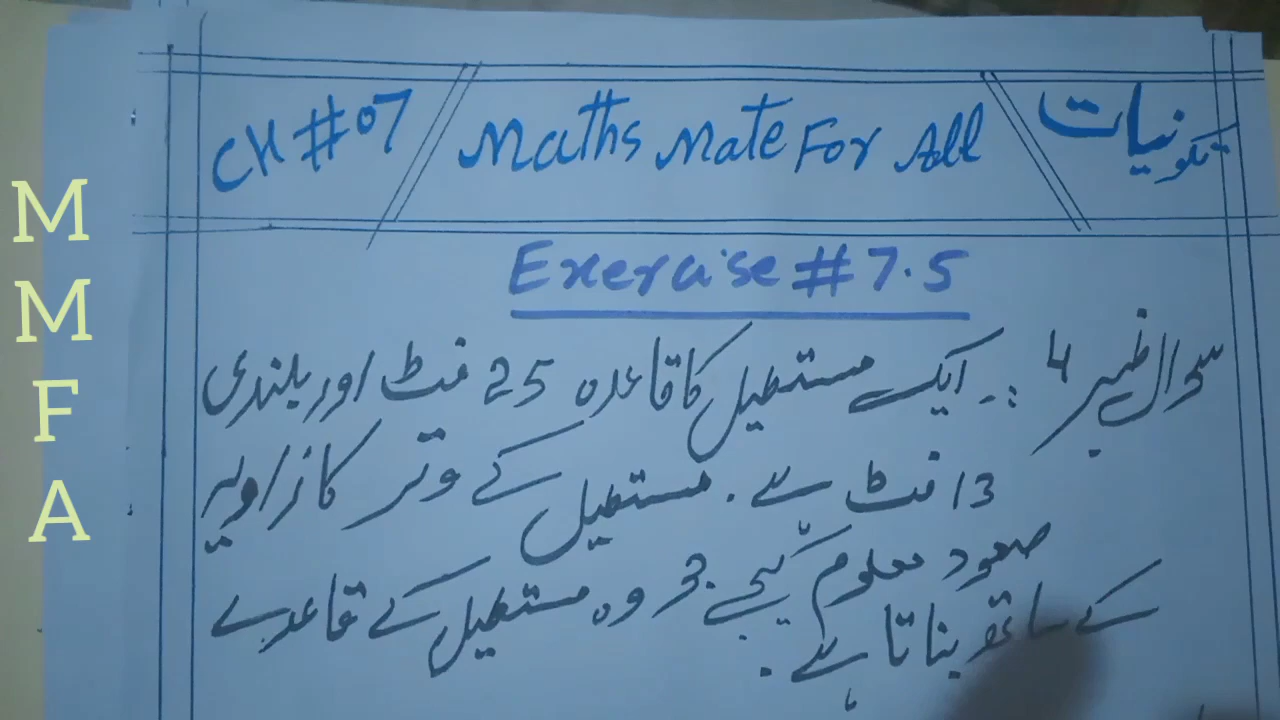 CH #07
Maths Mate For All
تکونیات
Exercise #7.5
سوال نمبر 4 :۔ ایک مستطیل کا قاعدہ 25 فٹ اور بلندی
13 فٹ ہے۔ مستطیل کے وتر کا زاویہ
صعود معلوم کیجیے جو وہ مستطیل کے قاعدے
کے ساتھ بناتا ہے۔
M
M
F
A